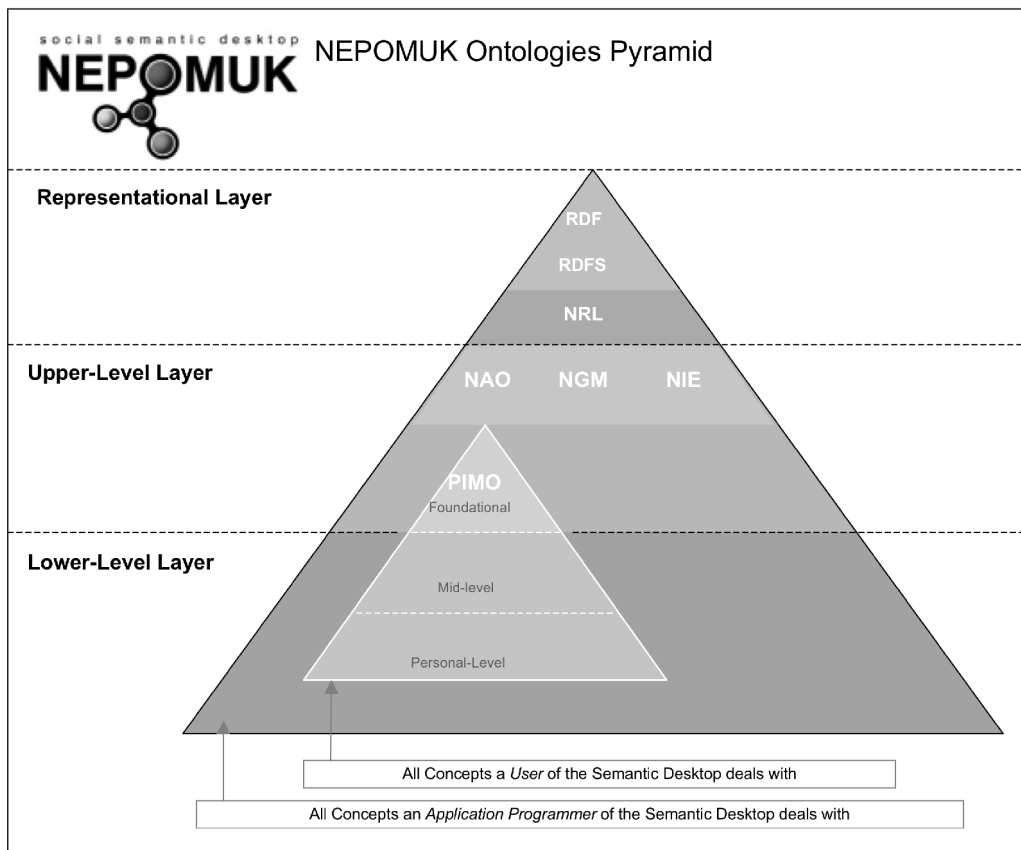 social semantic desktop
NEPOMUK
NEPOMUK Ontologies Pyramid
Representational Layer
RDF
RDFS
NRL
Upper-Level Layer
NAO NGM NIE
PIMO
Foundational
Lower-Level Layer
Mid-level
Personal-Level
All Concepts a User of the Semantic Desktop deals with
All Concepts an Application Programmer of the Semantic Desktop deals with